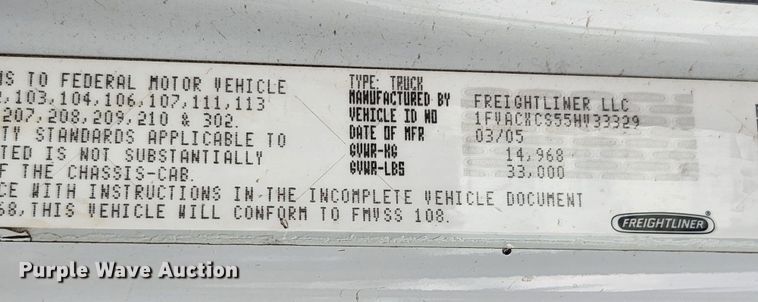 NS TO FEDERAL MOTOR VEHICLE
,103,104,106,107,111,113
207,208,209,210 & 302.
TY STANDARDS APPLICABLE TO
TED IS NOT SUBSTANTIALLY
F THE CHASSIS-CAB.
CE WITH INSTRUCTIONS IN THE INCOMPLETE VEHICLE DOCUMENT
68,THIS VEHICLE WILL CONFORM TO FMVSS 108.
TYPE: TRUCK
MANUFACTURED BY FREIGHTLINER LLC
VEHICLE ID NO 1FVACXCS55HV33329
DATE OF MFR 03/05
GVWR-KG 14,968
GVWR-LBS 33,000
FREIGHTLINER
Purple Wave Auction